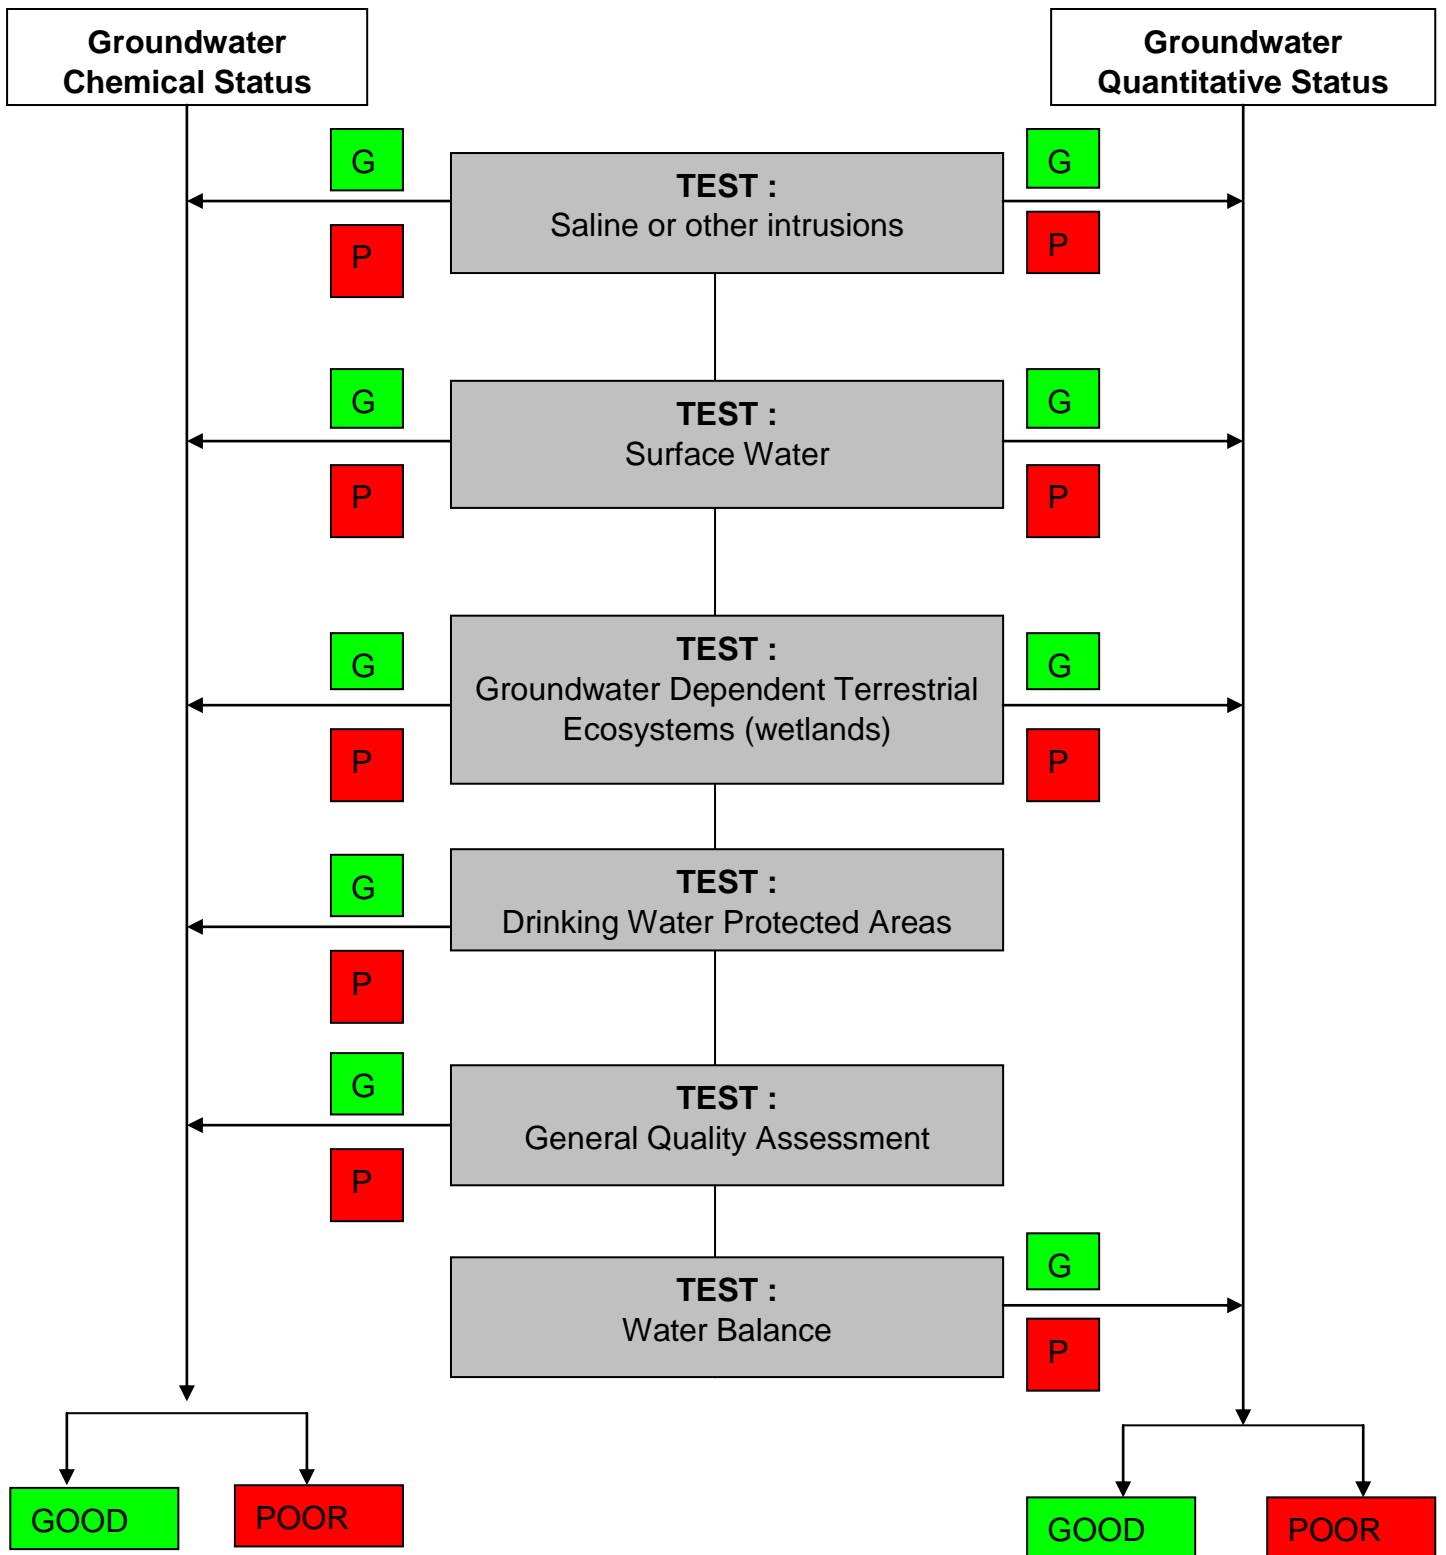 Groundwater
Chemical Status
Groundwater
Quantitative Status
G
P
TEST :
Saline or other intrusions
G
P
G
P
TEST :
Surface Water
G
P
G
P
TEST :
Groundwater Dependent Terrestrial
Ecosystems (wetlands)
G
P
G
P
TEST :
Drinking Water Protected Areas
G
P
TEST :
General Quality Assessment
TEST :
Water Balance
G
P
GOOD
POOR
GOOD
POOR